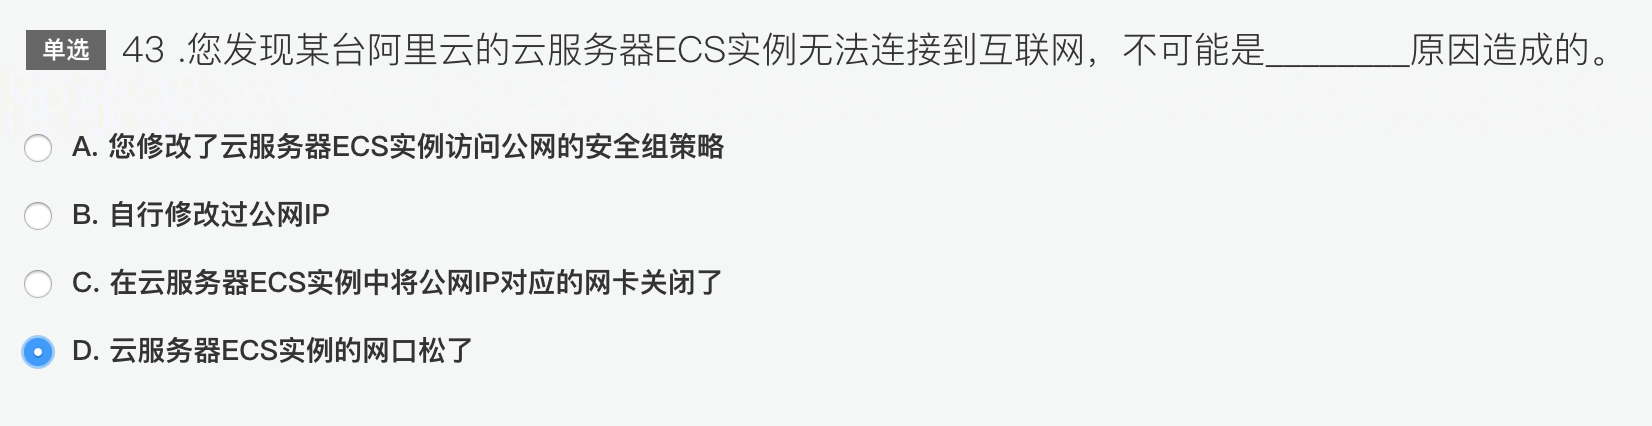 单选 43 .您发现某台阿里云的云服务器ECS实例无法连接到互联网，不可能是________原因造成的。
A. 您修改了云服务器ECS实例访问公网的安全组策略
B. 自行修改过公网IP
C. 在云服务器ECS实例中将公网IP对应的网卡关闭了
D. 云服务器ECS实例的网口松了